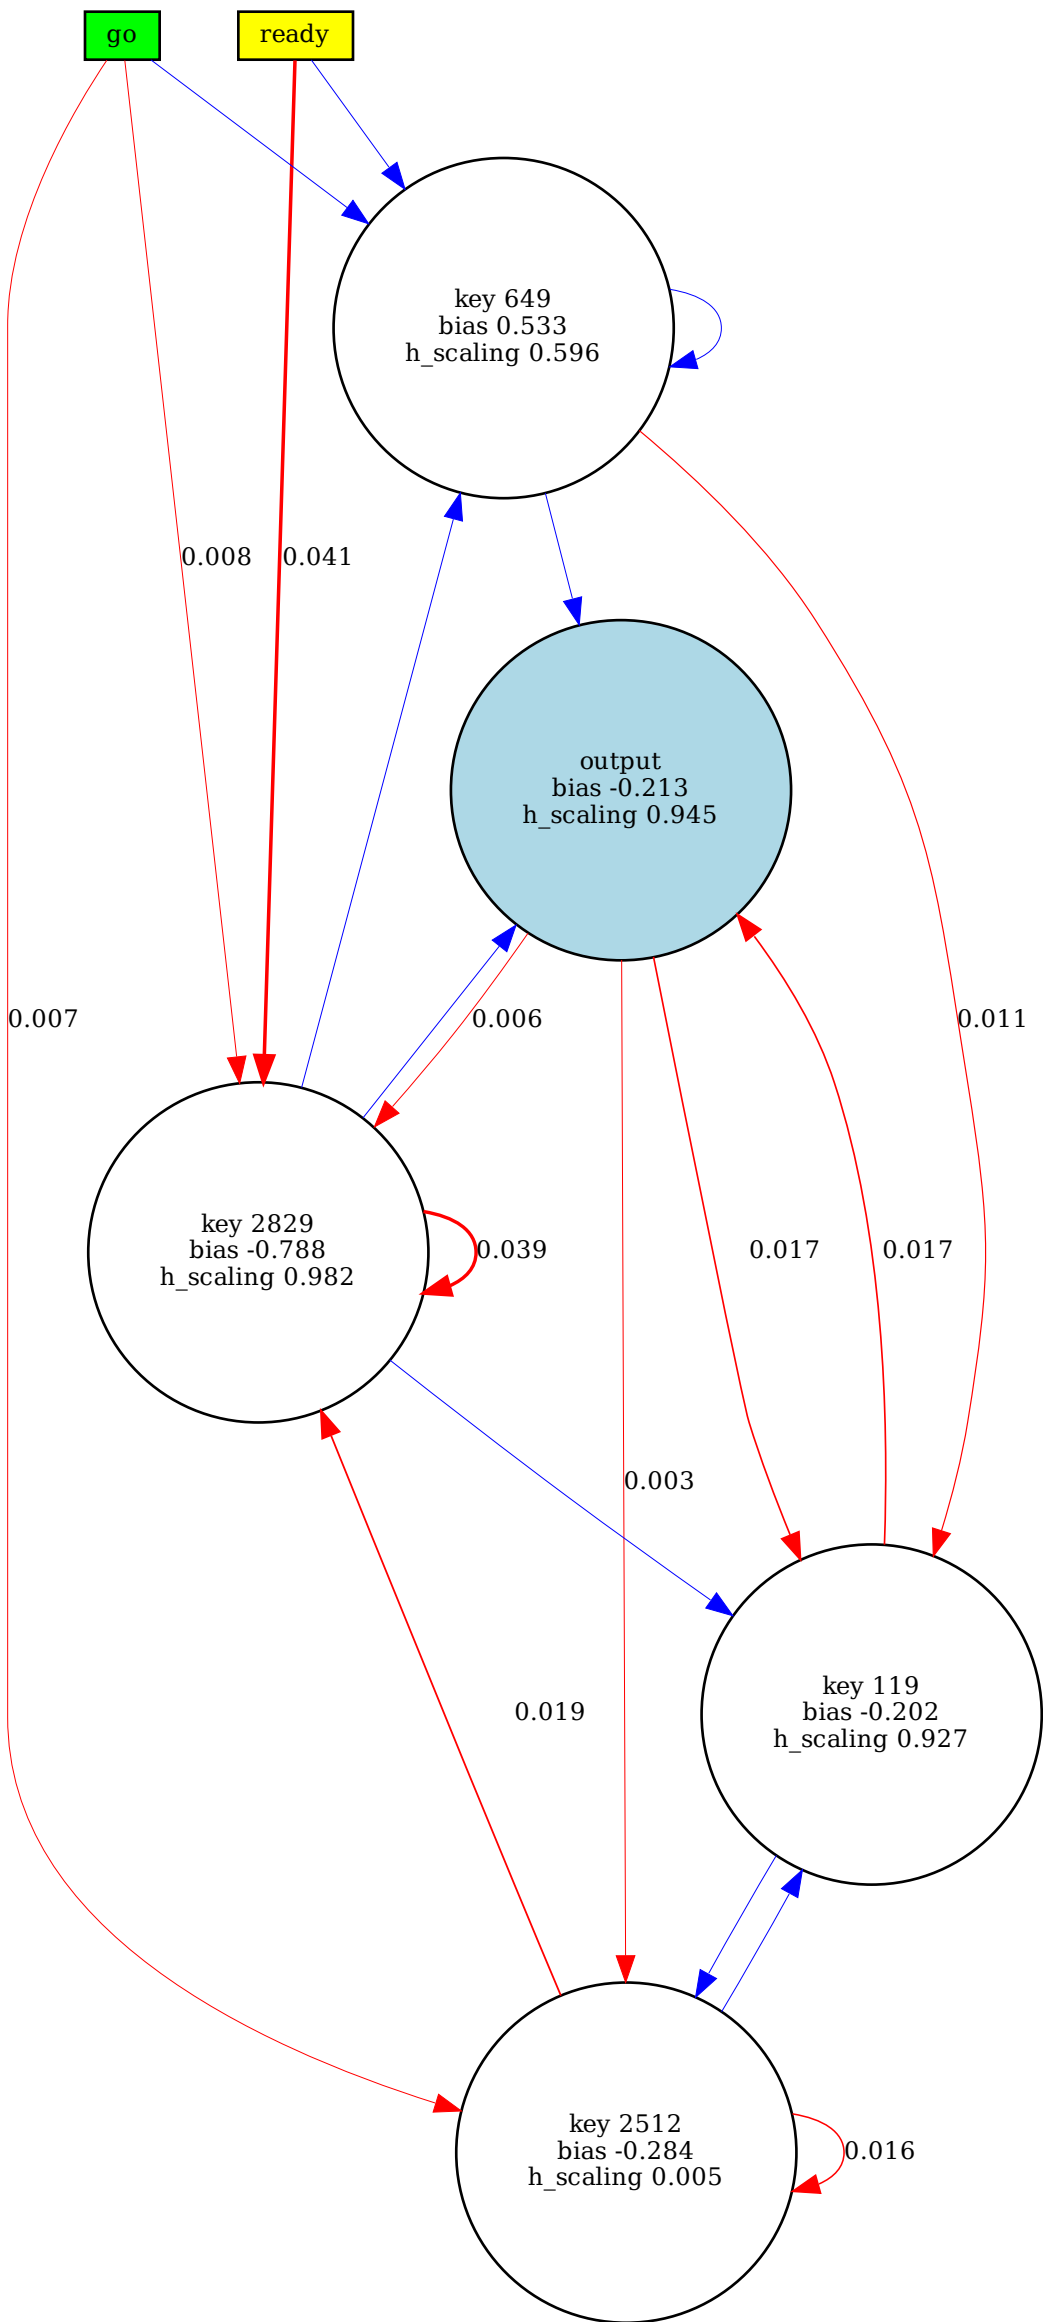 go
ready
key 649
bias 0.533
h_scaling 0.596
0.008
0.041
output
bias -0.213
h_scaling 0.945
0.007
0.006
0.011
key 2829
bias -0.788
h_scaling 0.982
0.039
0.017
0.017
0.003
key 119
bias -0.202
h_scaling 0.927
0.019
key 2512
bias -0.284
h_scaling 0.005
0.016